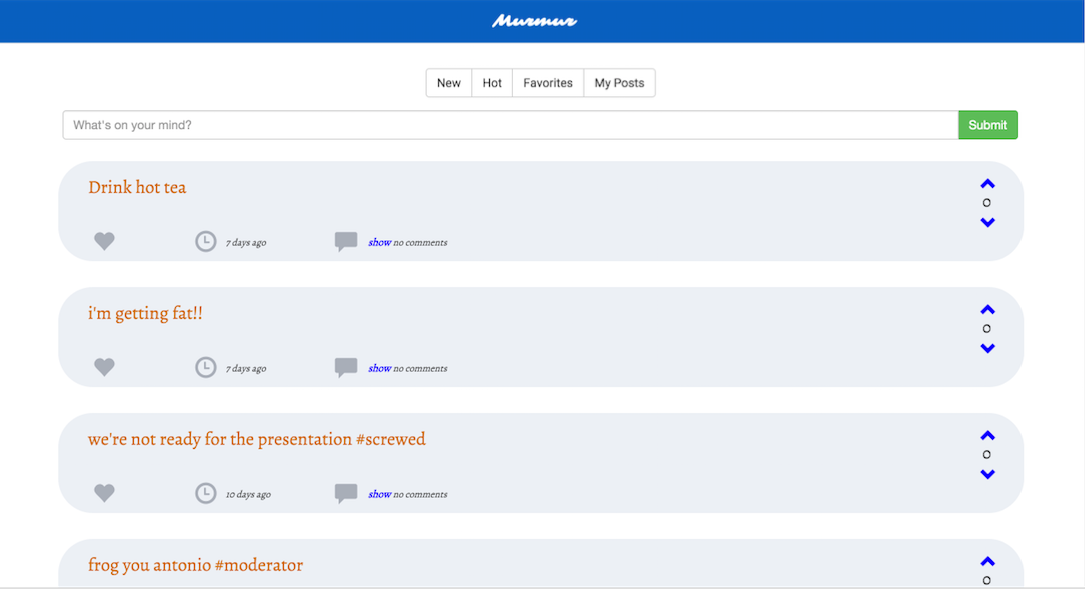 Murmur
New Hot Favorites My Posts
What's on your mind? Submit
Drink hot tea
0
7 days ago show no comments
i'm getting fat!!
0
7 days ago show no comments
we're not ready for the presentation #screwed
0
10 days ago show no comments
frog you antonio #moderator
0